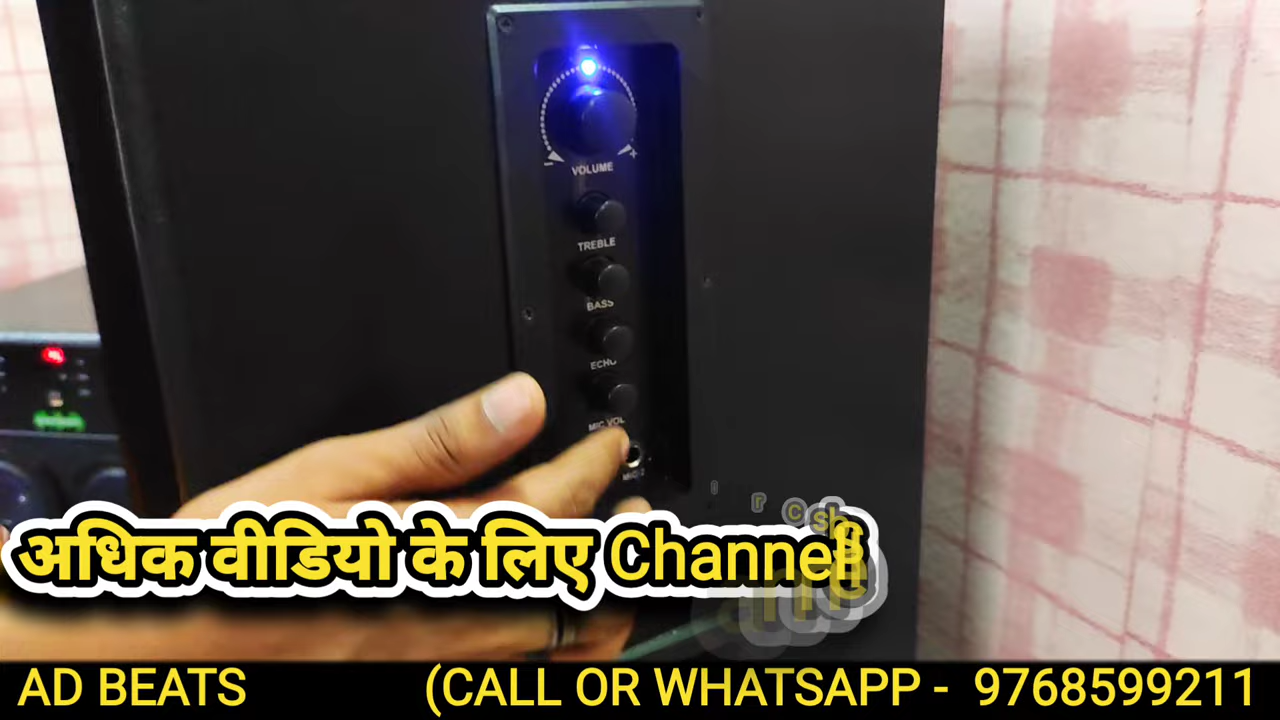 - +
VOLUME
TREBLE
BASS
ECHO
MIC VOL
अधिक वीडियो के लिए Channel
AD BEATS (CALL OR WHATSAPP - 9768599211